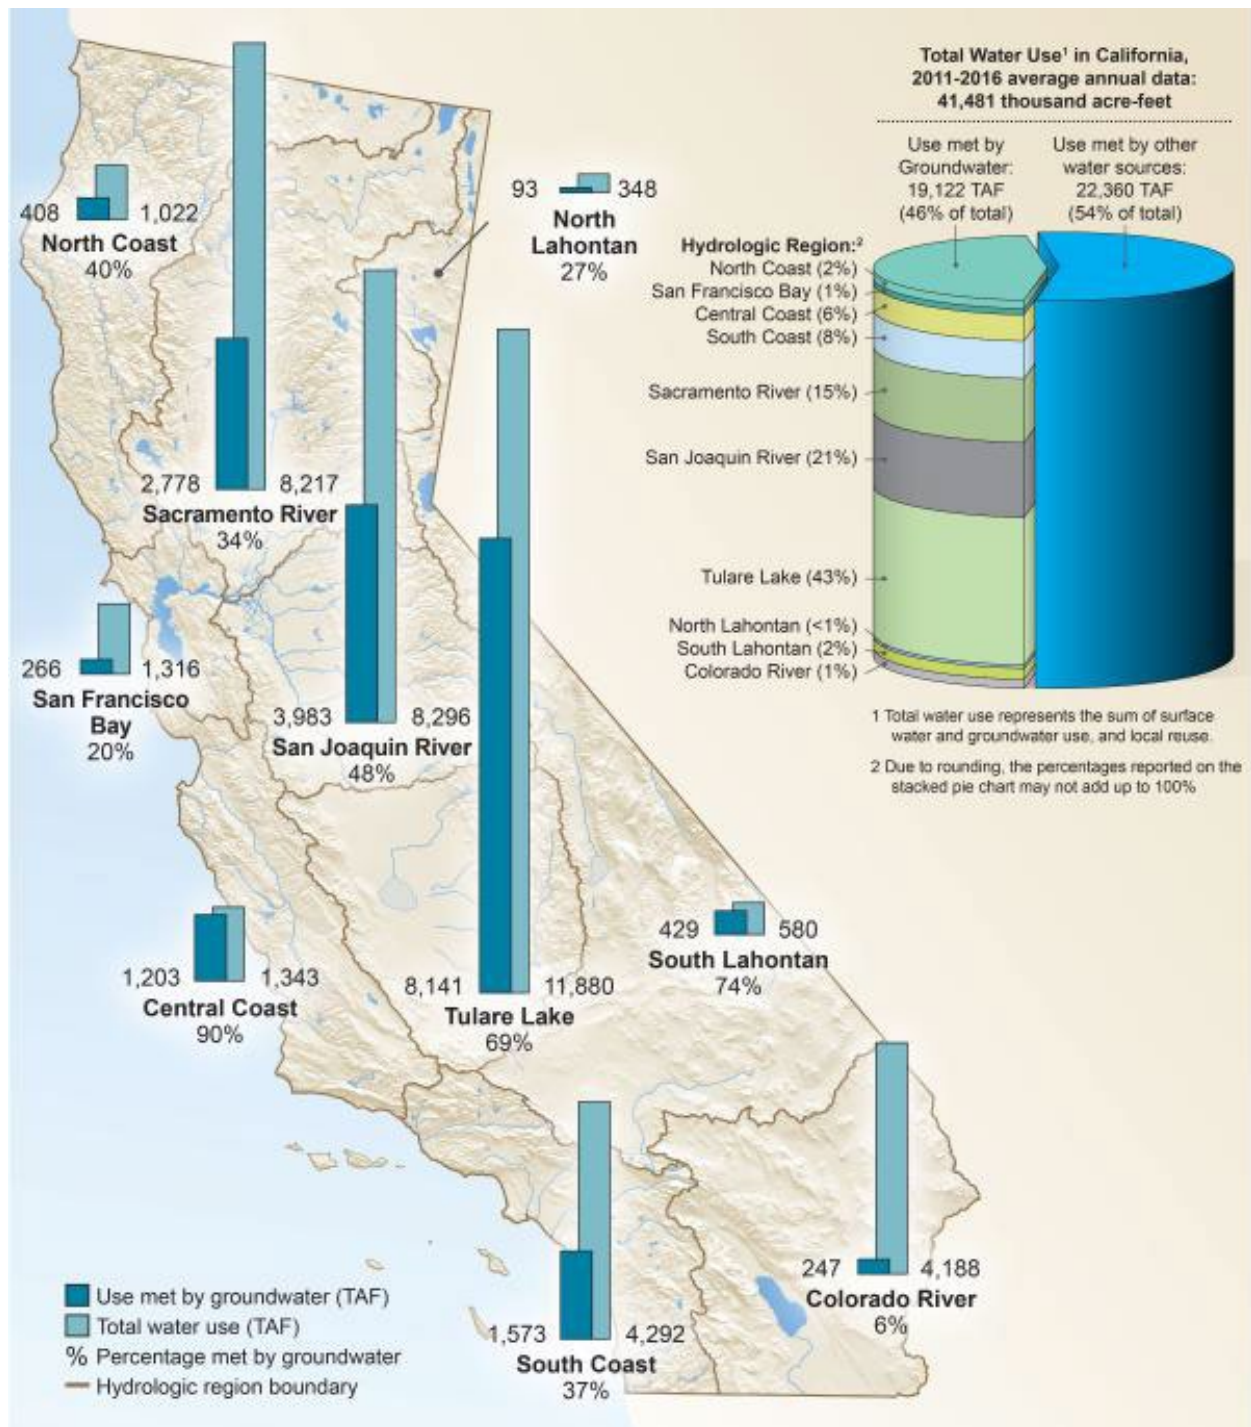 Total Water Use¹ in California,
2011-2016 average annual data:
41,481 thousand acre-feet
Use met by
Groundwater:
19,122 TAF
(46% of total)
Use met by other
water sources:
22,360 TAF
(54% of total)
Hydrologic Region:²
North Coast (2%)
San Francisco Bay (1%)
Central Coast (6%)
South Coast (8%)
Sacramento River (15%)
San Joaquin River (21%)
Tulare Lake (43%)
North Lahontan (<1%)
South Lahontan (2%)
Colorado River (1%)
1 Total water use represents the sum of surface
water and groundwater use, and local reuse.
2 Due to rounding, the percentages reported on the
stacked pie chart may not add up to 100%
408 1,022
North Coast
40%
93 348
North
Lahontan
27%
2,778 8,217
Sacramento River
34%
266 1,316
San Francisco
Bay
20%
3,983 8,296
San Joaquin River
48%
1,203 1,343
Central Coast
90%
8,141 11,880
Tulare Lake
69%
429 580
South Lahontan
74%
247 4,188
Colorado River
6%
1,573 4,292
South Coast
37%
Use met by groundwater (TAF)
Total water use (TAF)
% Percentage met by groundwater
Hydrologic region boundary